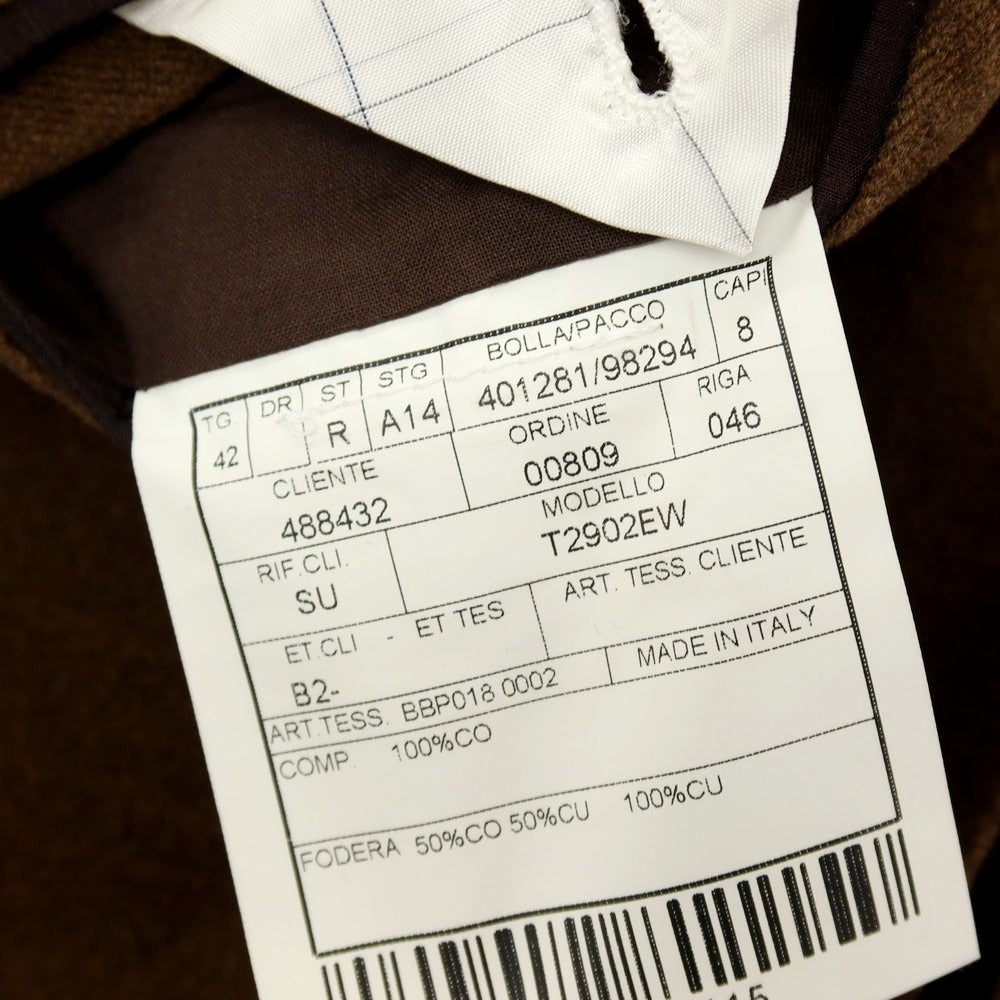 TG. DR ST STG BOLLA/PACCO CAPI
42 R A14 401281/98294 8
CLIENTE ORDINE RIGA
488432 00809 046
RIF.CLI. MODELLO
SU T2902EW
ET.CLI - ET TES ART. TESS. CLIENTE
B2-
ART.TESS. BBP018 0002 MADE IN ITALY
COMP. 100%CO
FODERA 50%CO 50%CU 100%CU